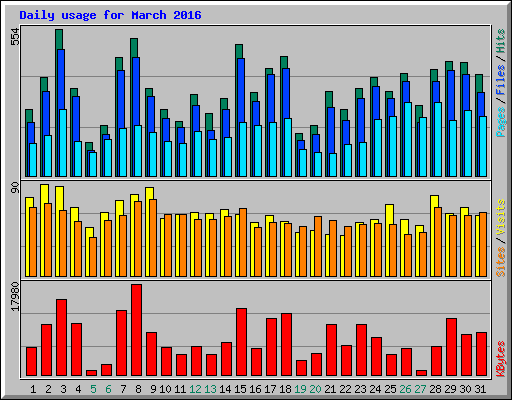 Daily usage for March 2016
554
Pages / Files / Hits
90
Sites / Visits
17980
KBytes
1 2 3 4 5 6 7 8 9 10 11 12 13 14 15 16 17 18 19 20 21 22 23 24 25 26 27 28 29 30 31